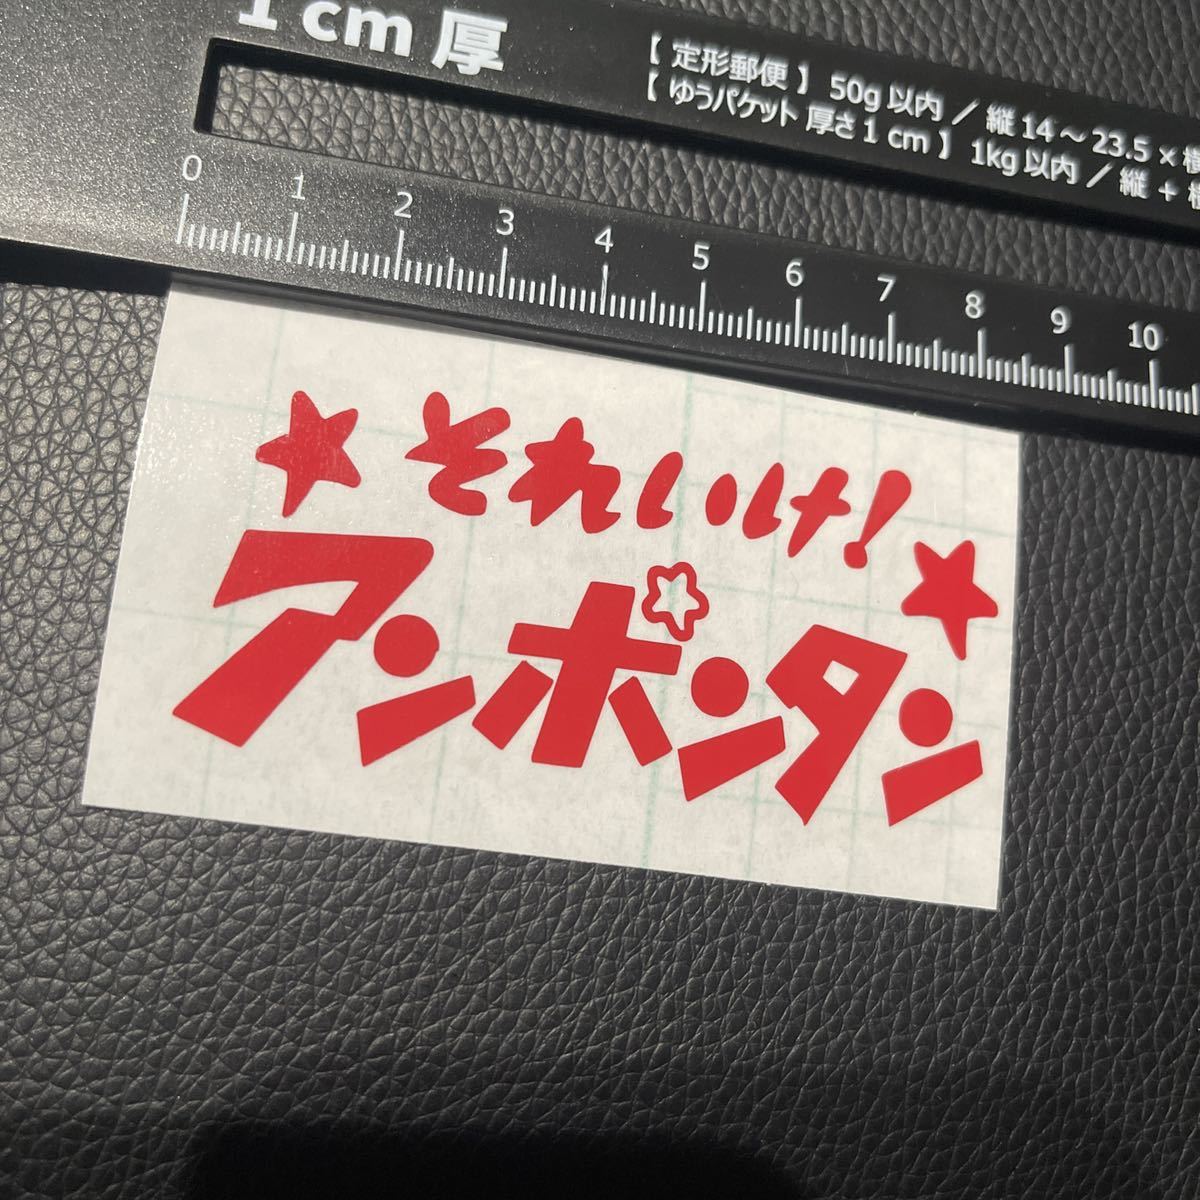 1cm 厚
【 定形郵便 】 50g 以内 ／ 縦 14 ～ 23.5 ×
【 ゆうパケット 厚さ 1 cm 】 1kg 以内 ／ 縦 +
0 1 2 3 4 5 6 7 8 9 10
それいけ!
アンポンタン